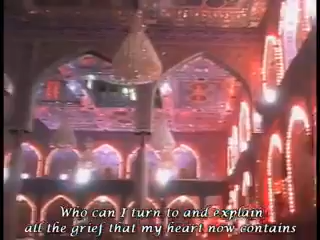 Who can I turn to and explain
all the grief that my heart now contains